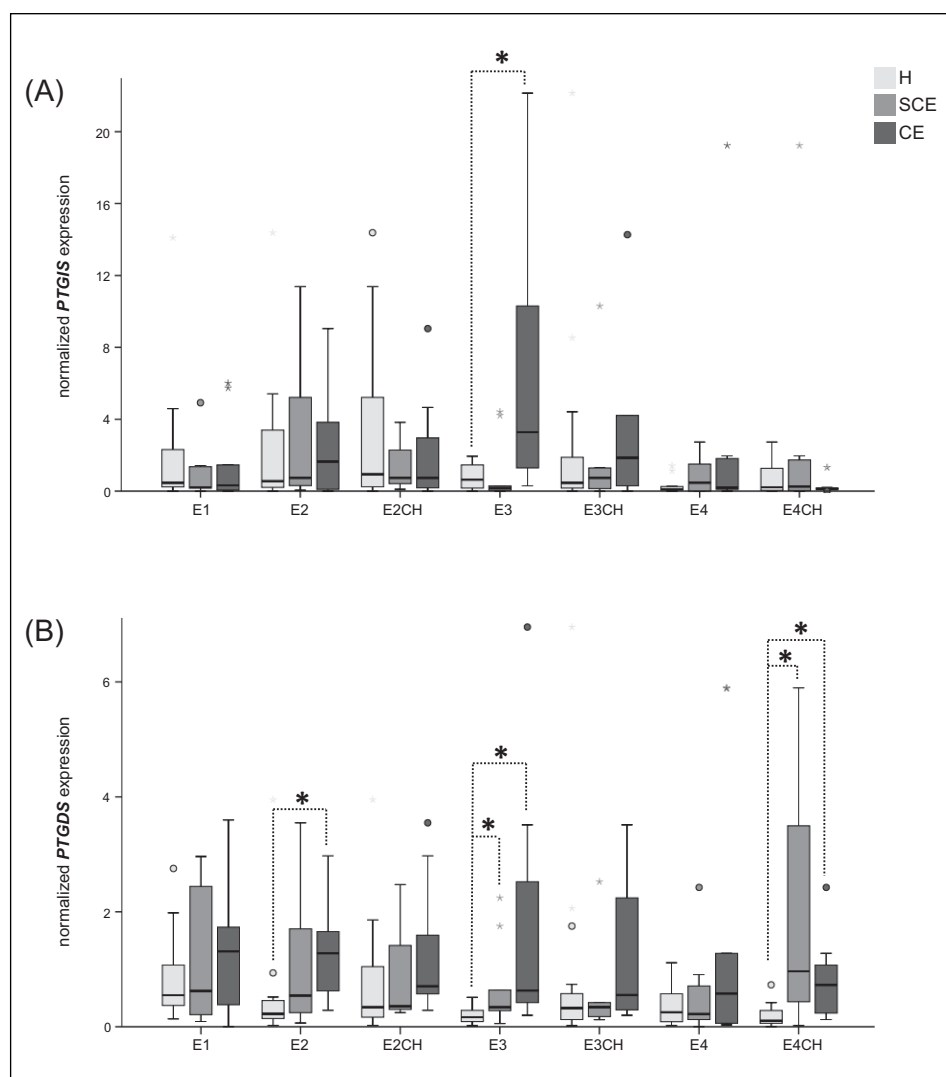 (A)
*
H
SCE
CE
normalized PTGIS expression
20
16
12
8
4
0
E1 E2 E2CH E3 E3CH E4 E4CH
(B)
* * * * *
normalized PTGDS expression
6
4
2
0
E1 E2 E2CH E3 E3CH E4 E4CH